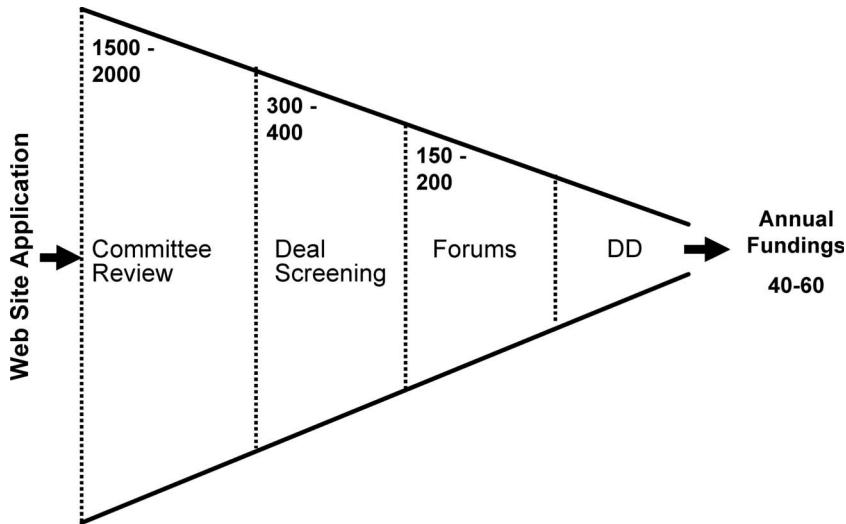 Web Site Application
1500 -
2000
Committee
Review
300 -
400
Deal
Screening
150 -
200
Forums
DD
Annual
Fundings
40-60